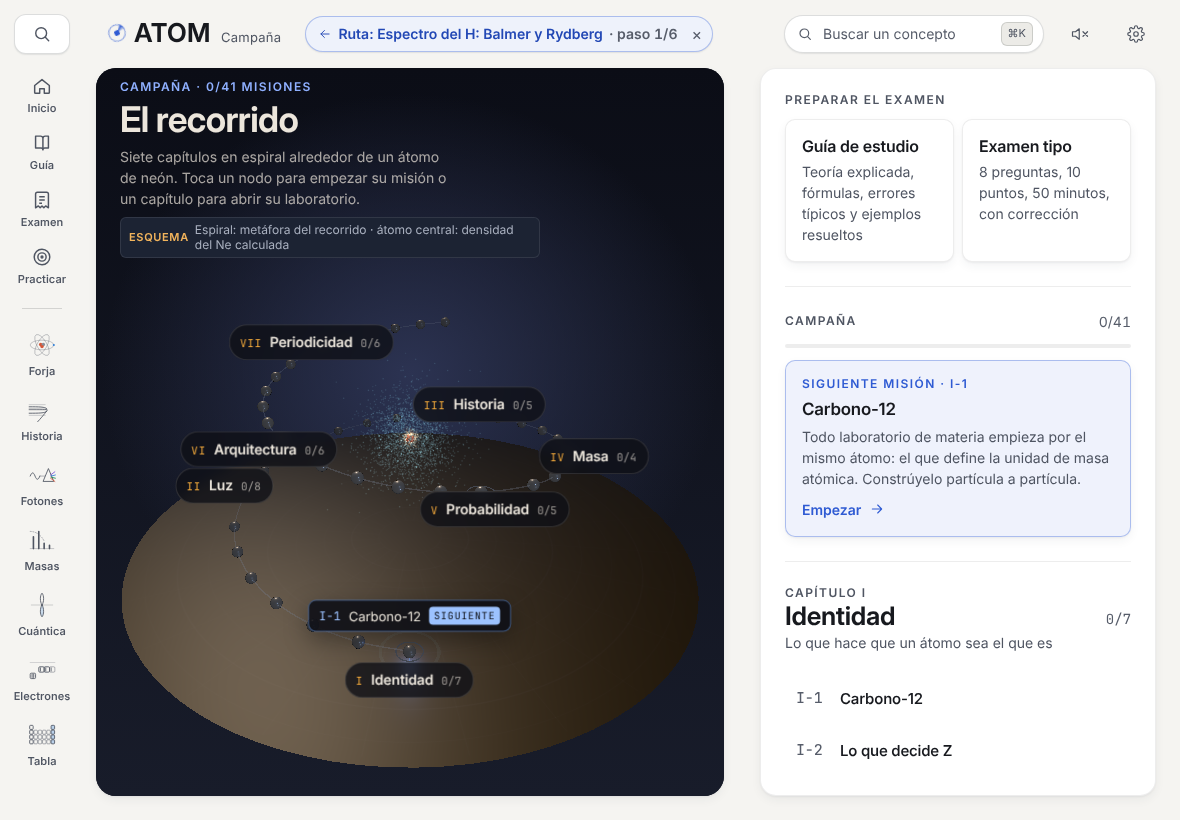 ATOM Campaña
← Ruta: Espectro del H: Balmer y Rydberg · paso 1/6 ×
Buscar un concepto ⌘K
Inicio
Guía
Examen
Practicar
Forja
Historia
Fotones
Masas
Cuántica
Electrones
Tabla
CAMPAÑA · 0/41 MISIONES
El recorrido
Siete capítulos en espiral alrededor de un átomo
de neón. Toca un nodo para empezar su misión o
un capítulo para abrir su laboratorio.
ESQUEMA Espiral: metáfora del recorrido · átomo central: densidad
del Ne calculada
VII Periodicidad 0/6
III Historia 0/5
VI Arquitectura 0/6
IV Masa 0/4
II Luz 0/8
V Probabilidad 0/5
I-1 Carbono-12 SIGUIENTE
I Identidad 0/7
PREPARAR EL EXAMEN
Guía de estudio
Teoría explicada,
fórmulas, errores
típicos y ejemplos
resueltos
Examen tipo
8 preguntas, 10
puntos, 50 minutos,
con corrección
CAMPAÑA 0/41
SIGUIENTE MISIÓN · I-1
Carbono-12
Todo laboratorio de materia empieza por el
mismo átomo: el que define la unidad de masa
atómica. Constrúyelo partícula a partícula.
Empezar →
CAPÍTULO I
Identidad 0/7
Lo que hace que un átomo sea el que es
I-1 Carbono-12
I-2 Lo que decide Z